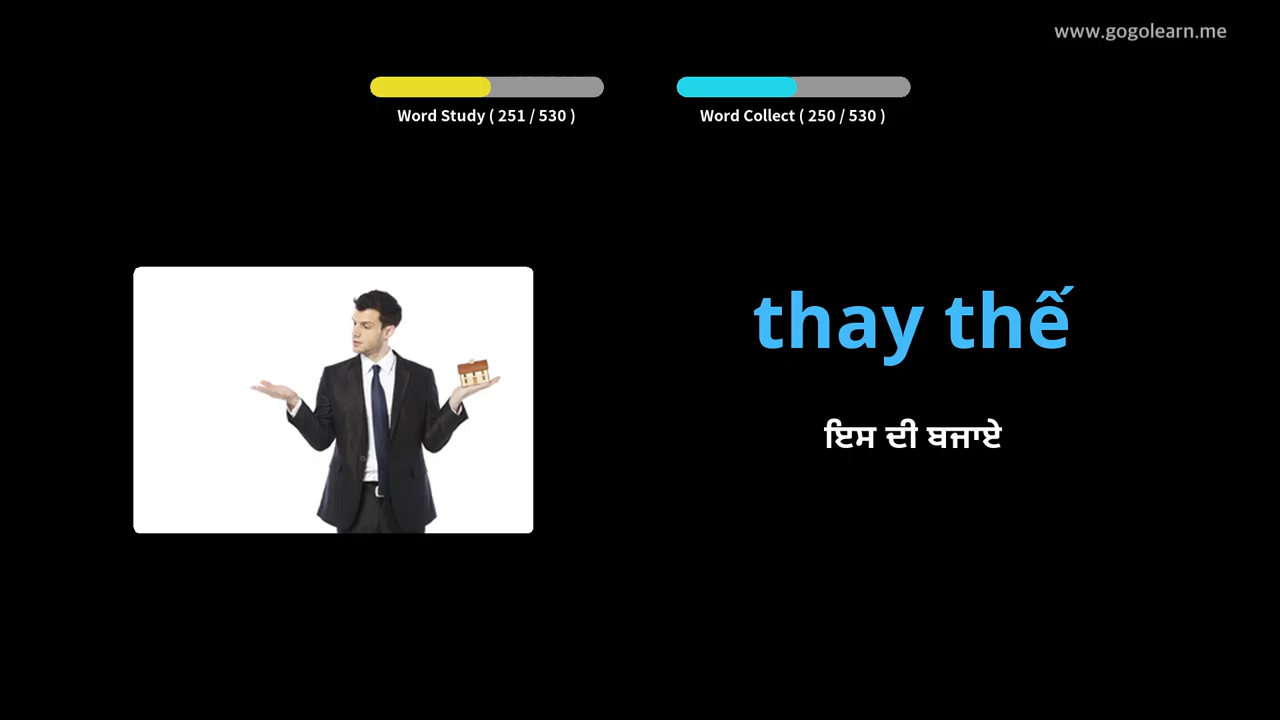 www.gogolearn.me
Word Study ( 251 / 530 )
Word Collect ( 250 / 530 )
thay thế
ਇਸ ਦੀ ਬਜਾਏ